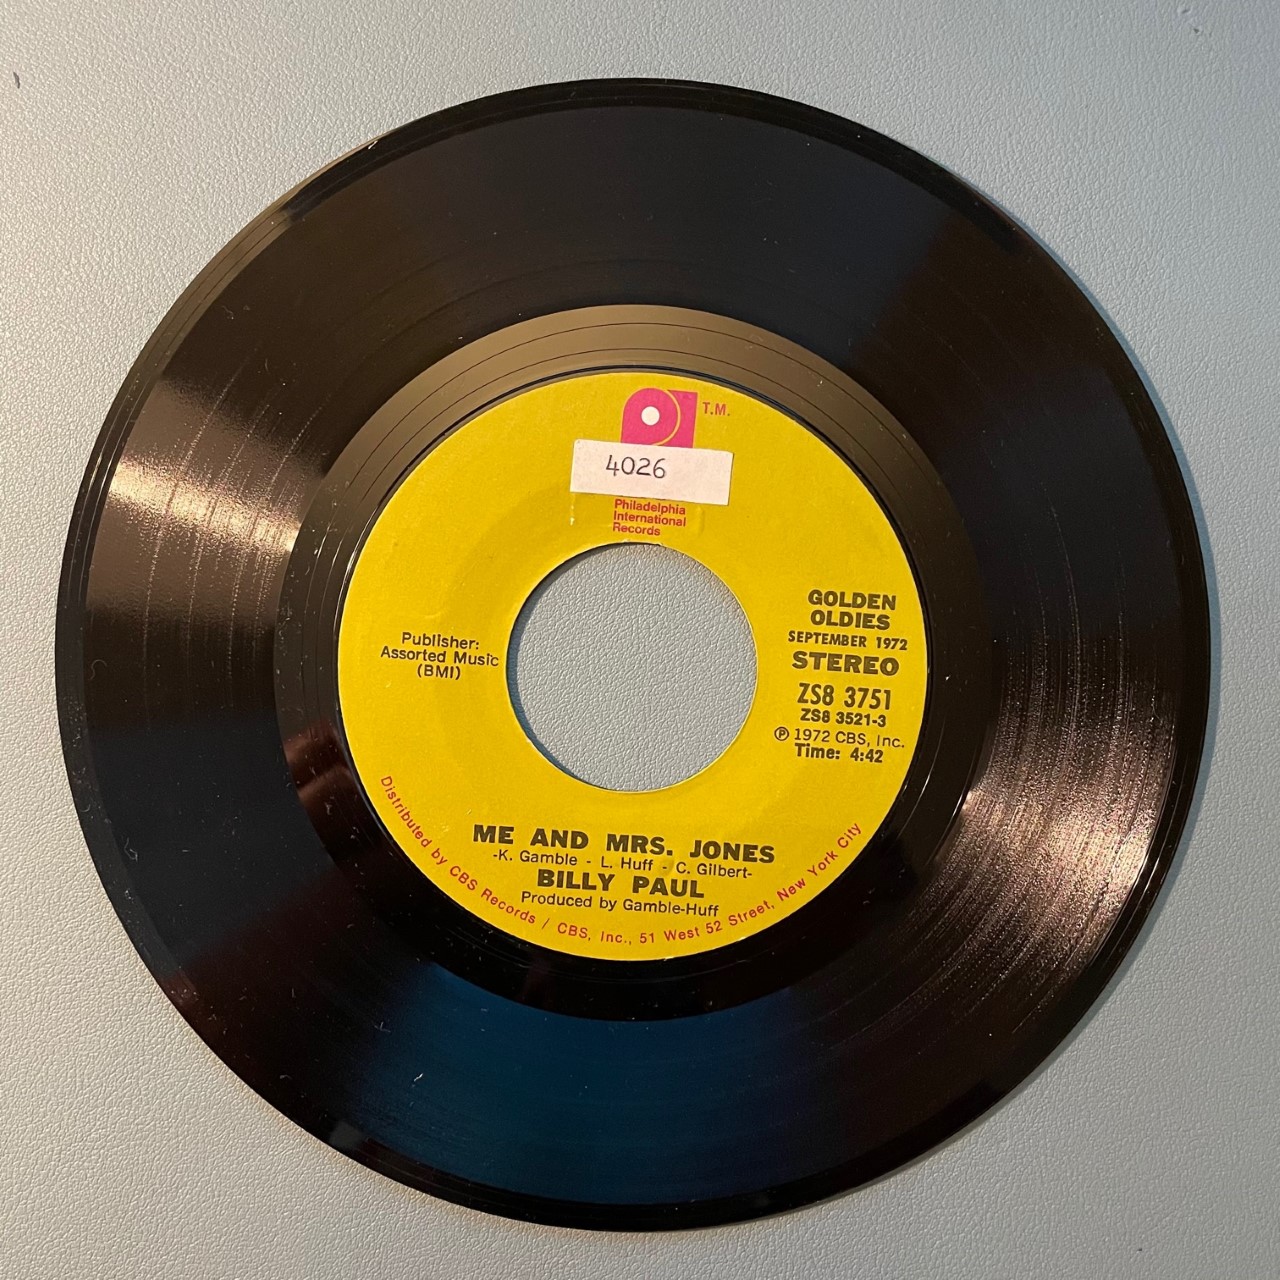 T.M.
4026
Philadelphia
International
Records
Publisher:
Assorted Music
(BMI)
GOLDEN
OLDIES
SEPTEMBER 1972
STEREO
ZS8 3751
ZS8 3521-3
℗ 1972 CBS, Inc.
Time: 4:42
ME AND MRS. JONES
-K. Gamble - L. Huff - C. Gilbert-
BILLY PAUL
Produced by Gamble-Huff
Distributed by CBS Records / CBS, Inc., 51 West 52 Street, New York City